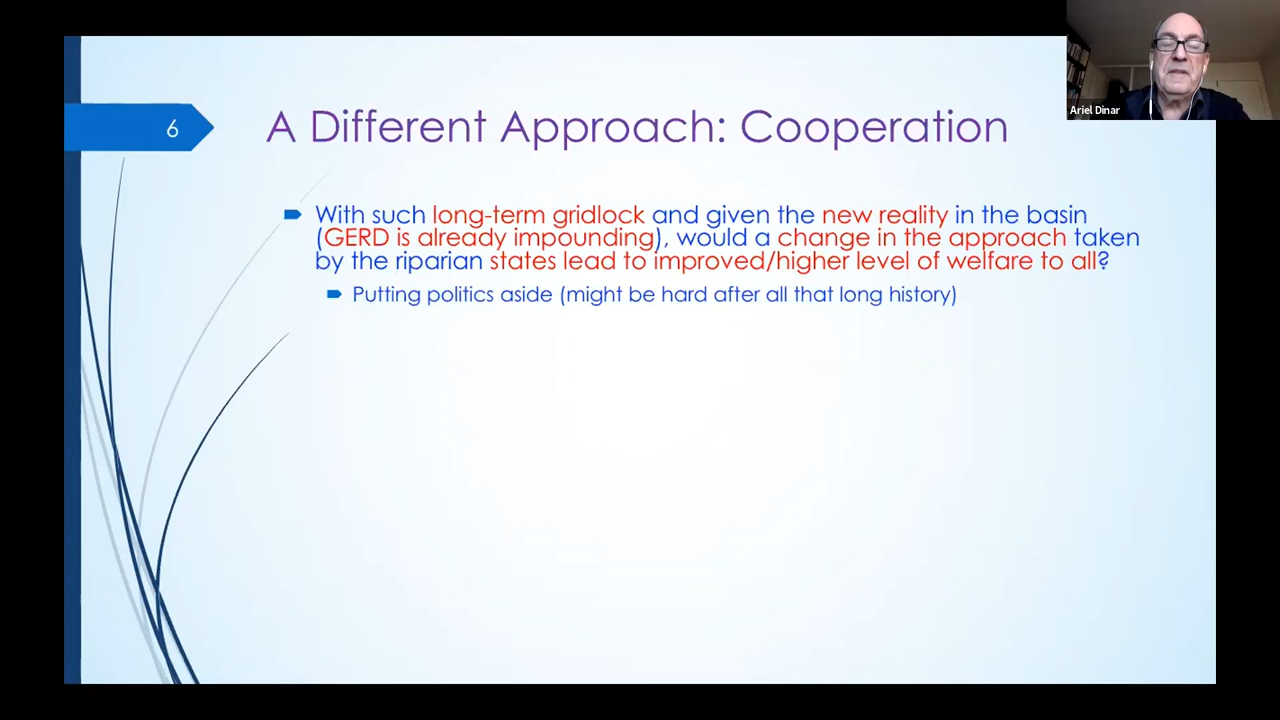 Ariel Dinar
6
A Different Approach: Cooperation
With such long-term gridlock and given the new reality in the basin
(GERD is already impounding), would a change in the approach taken
by the riparian states lead to improved/higher level of welfare to all?
Putting politics aside (might be hard after all that long history)